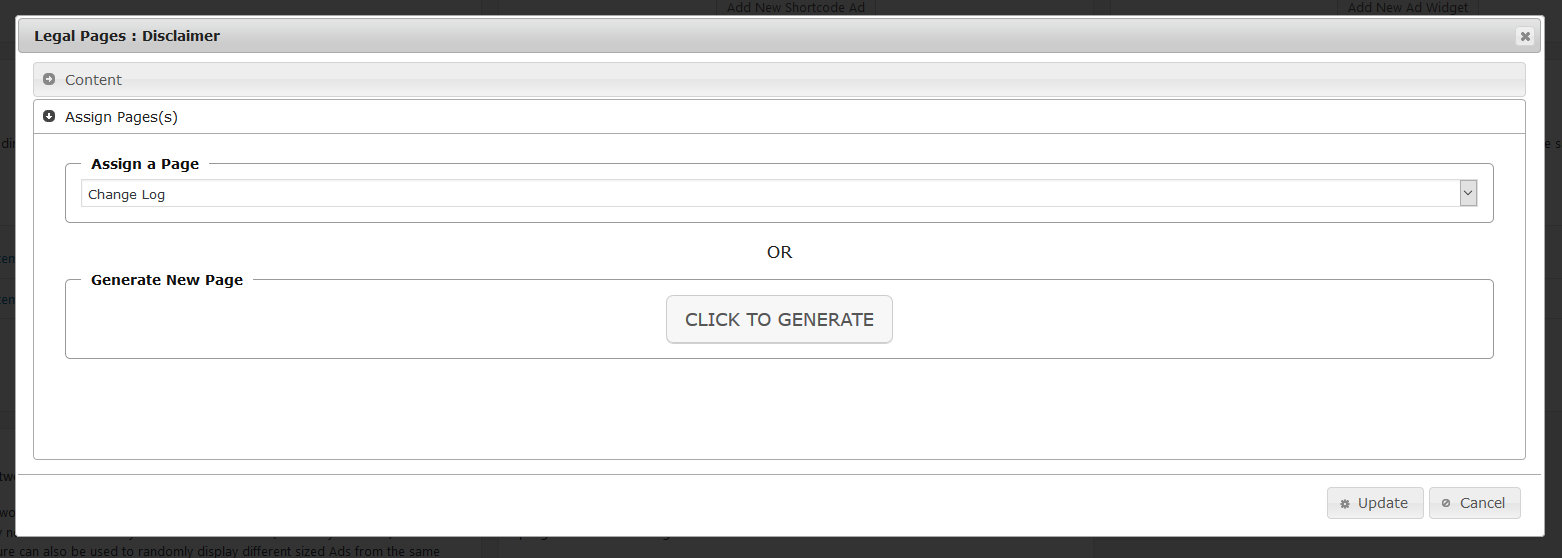 Add New Shortcode Ad
Add New Ad Widget
Legal Pages : Disclaimer
Content
Assign Pages(s)
Assign a Page
Change Log
OR
Generate New Page
CLICK TO GENERATE
Update
Cancel
can also be used to randomly display different sized Ads from the same